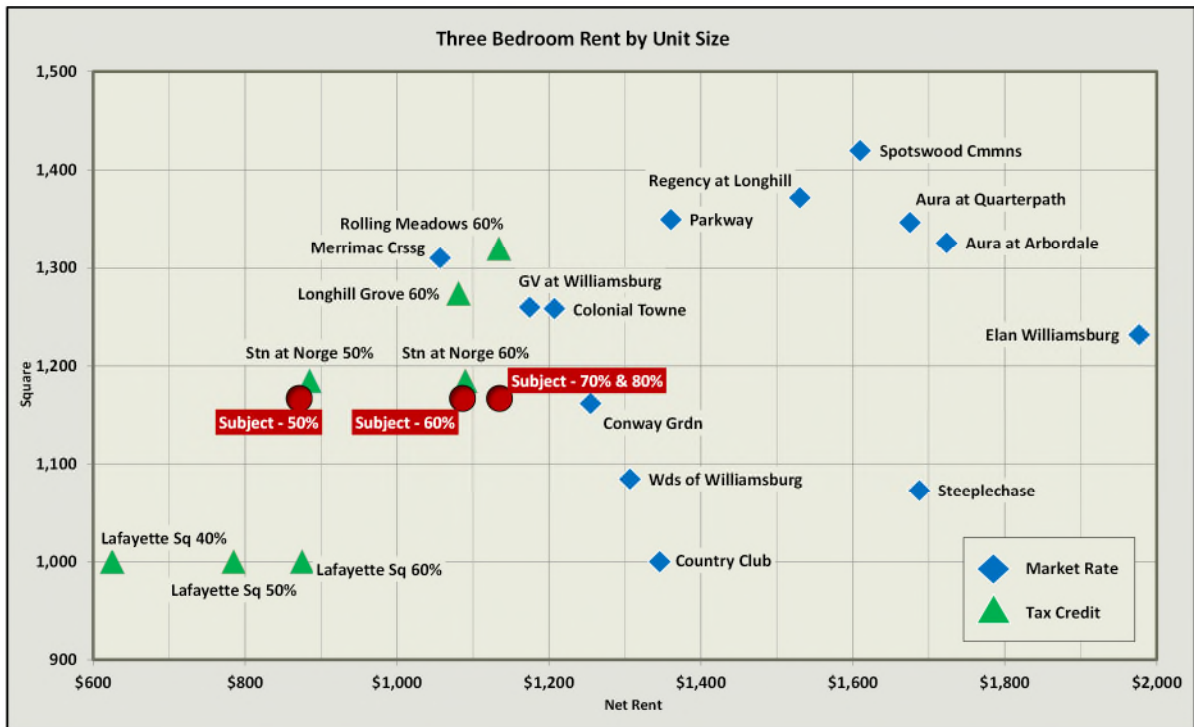 Three Bedroom Rent by Unit Size
1,500
Spotswood Cmmns
1,400
Regency at Longhill
Aura at Quarterpath
Rolling Meadows 60%
Parkway
Merrimac Crssg
Aura at Arbordale
1,300
Longhill Grove 60%
GV at Williamsburg
Colonial Towne
Elan Williamsburg
Stn at Norge 50%
Stn at Norge 60%
1,200
Square
Subject - 70% & 80%
Subject - 50%
Subject - 60%
Conway Grdn
1,100
Wds of Williamsburg
Steeplechase
Lafayette Sq 40%
1,000
Country Club
Lafayette Sq 60%
Lafayette Sq 50%
Market Rate
Tax Credit
900
$600 $800 $1,000 $1,200 $1,400 $1,600 $1,800 $2,000
Net Rent